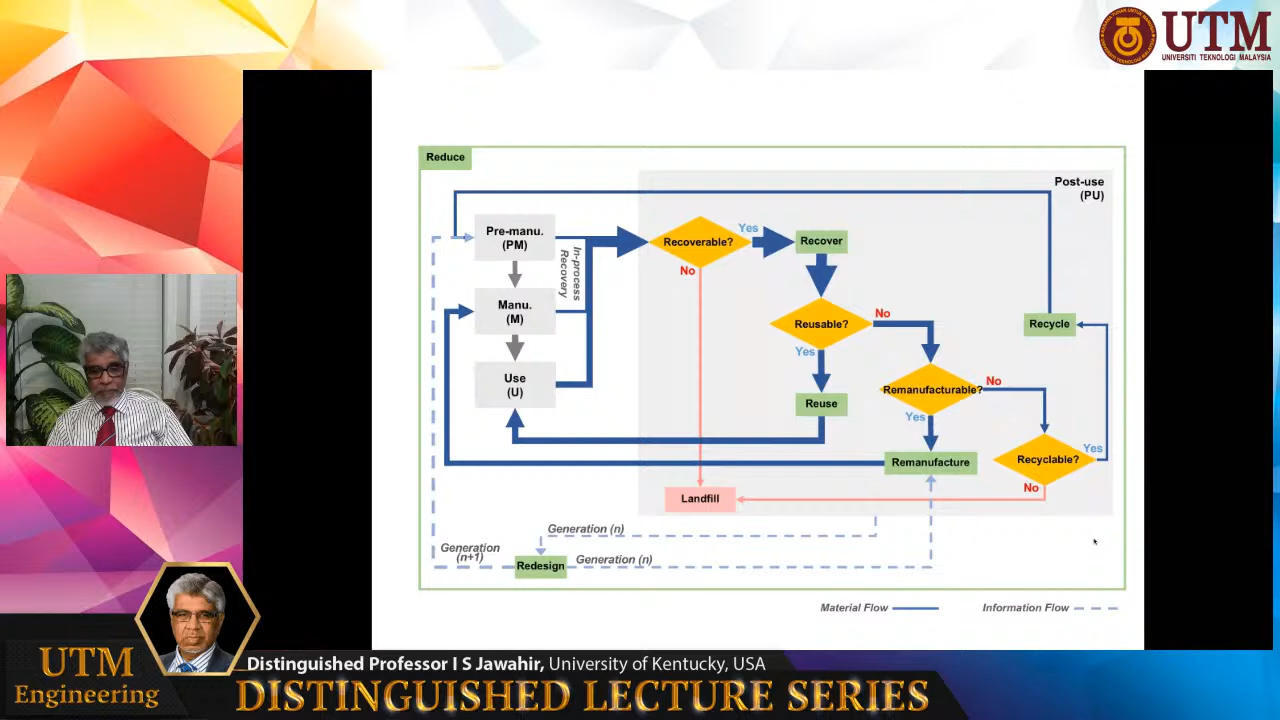 UTM
UNIVERSITI TEKNOLOGI MALAYSIA
Reduce
Post-use
(PU)
Pre-manu.
(PM)
In-process
Recovery
Recoverable?
Yes
Recover
No
Manu.
(M)
Reusable?
No
Recycle
Yes
Use
(U)
Reuse
Remanufacturable?
No
Yes
Remanufacture
Recyclable?
Yes
No
Landfill
Generation (n)
Generation
(n+1)
Redesign
Generation (n)
Material Flow
Information Flow
UTM
Engineering
Distinguished Professor I S Jawahir, University of Kentucky, USA
DISTINGUISHED LECTURE SERIES